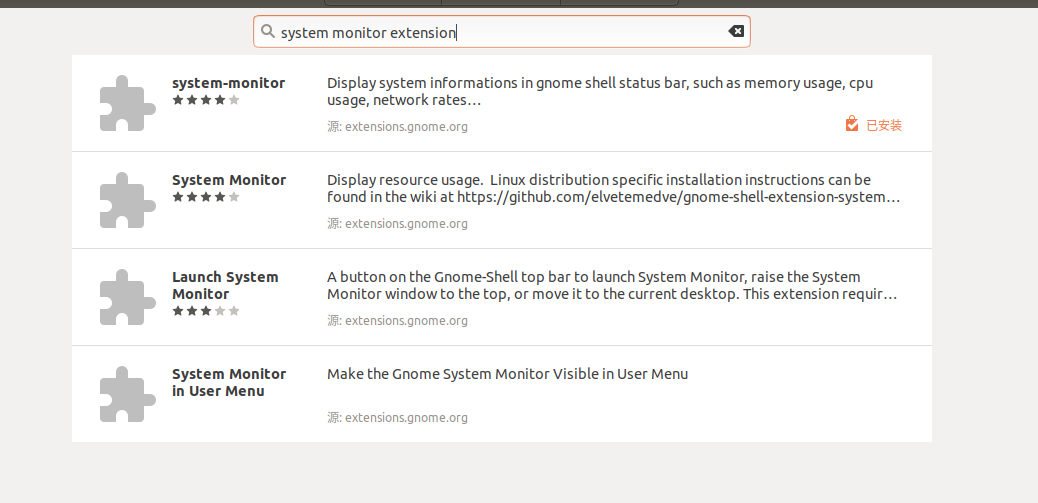 system monitor extension
system-monitor
Display system informations in gnome shell status bar, such as memory usage, cpu
usage, network rates…
源: extensions.gnome.org
已安装
System Monitor
Display resource usage.  Linux distribution specific installation instructions can be
found in the wiki at https://github.com/elvetemedve/gnome-shell-extension-system…
源: extensions.gnome.org
Launch System
Monitor
A button on the Gnome-Shell top bar to launch System Monitor, raise the System
Monitor window to the top, or move it to the current desktop. This extension requir…
源: extensions.gnome.org
System Monitor
in User Menu
Make the Gnome System Monitor Visible in User Menu
源: extensions.gnome.org